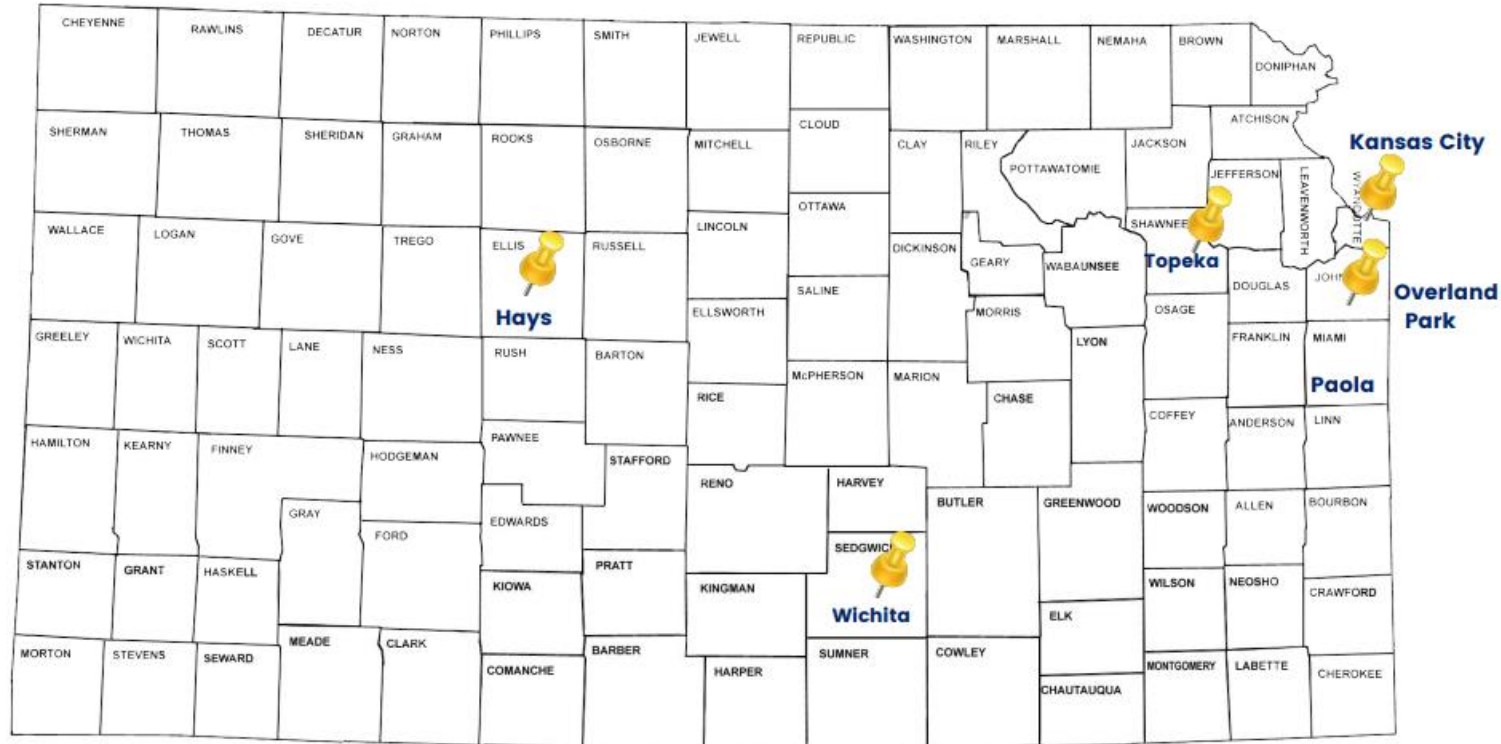 CHEYENNE
RAWLINS
DECATUR
NORTON
PHILLIPS
SMITH
JEWELL
REPUBLIC
WASHINGTON
MARSHALL
NEMAHA
BROWN
DONIPHAN
SHERMAN
THOMAS
SHERIDAN
GRAHAM
ROOKS
OSBORNE
MITCHELL
CLOUD
CLAY
RILEY
POTTAWATOMIE
JACKSON
ATCHISON
Kansas City
JEFFERSON
LEAVENWORTH
WYANDOTTE
WALLACE
LOGAN
GOVE
TREGO
ELLIS
RUSSELL
LINCOLN
OTTAWA
DICKINSON
GEARY
WABAUNSEE
SHAWNEE
Topeka
DOUGLAS
JOHN
Overland
Park
Hays
ELLSWORTH
SALINE
MORRIS
OSAGE
GREELEY
WICHITA
SCOTT
LANE
NESS
RUSH
BARTON
LYON
FRANKLIN
MIAMI
Paola
McPHERSON
MARION
RICE
CHASE
COFFEY
ANDERSON
LINN
HAMILTON
KEARNY
FINNEY
HODGEMAN
PAWNEE
STAFFORD
RENO
HARVEY
BUTLER
GREENWOOD
WOODSON
ALLEN
BOURBON
GRAY
FORD
EDWARDS
SEDGWIC
Wichita
STANTON
GRANT
HASKELL
KIOWA
PRATT
KINGMAN
WILSON
NEOSHO
CRAWFORD
ELK
MORTON
STEVENS
SEWARD
MEADE
CLARK
COMANCHE
BARBER
HARPER
SUMNER
COWLEY
CHAUTAUQUA
MONTGOMERY
LABETTE
CHEROKEE